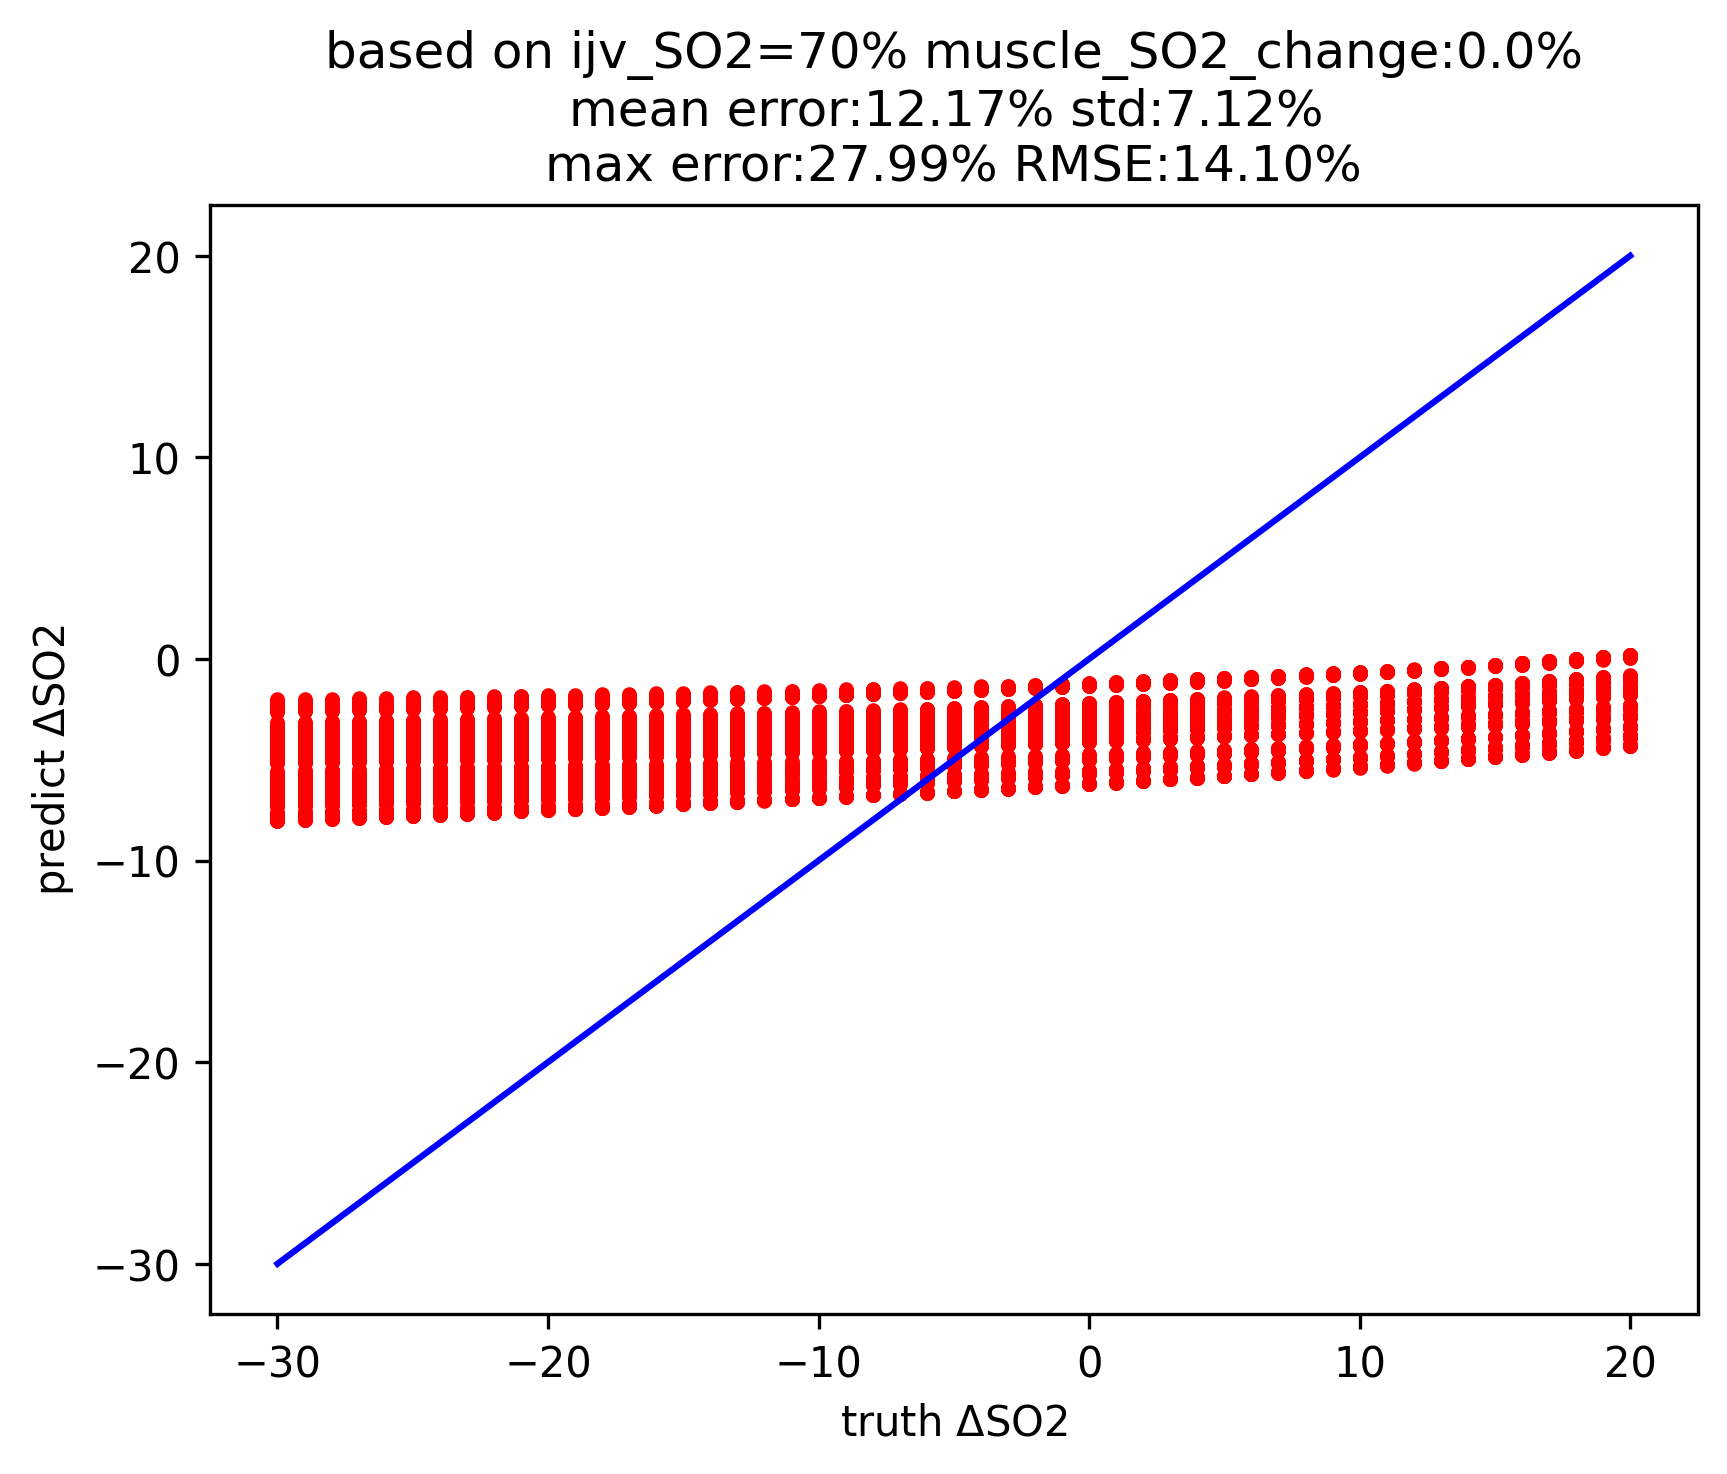 based on ijv_SO2=70% muscle_SO2_change:0.0%
mean error:12.17% std:7.12%
max error:27.99% RMSE:14.10%
20
10
0
−10
−20
−30
predict ΔSO2
−30
−20
−10
0
10
20
truth ΔSO2